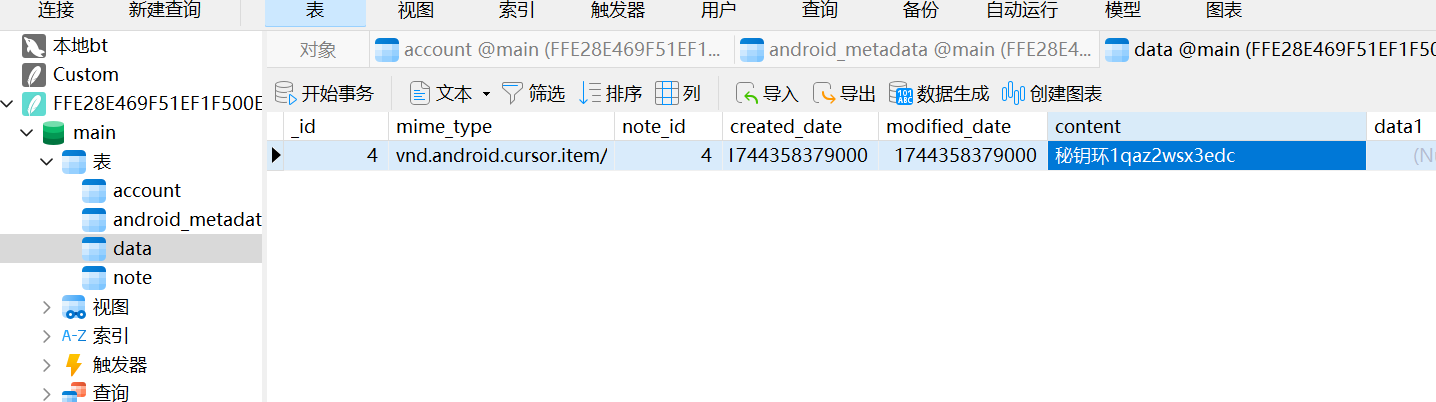 连接 新建查询 表 视图 索引 触发器 用户 查询 备份 自动运行 模型 图表
本地bt
Custom
FFE28E469F51EF1F500E
main
表
account
android_metadat
data
note
视图
A-Z 索引
触发器
查询
对象 account @main (FFE28E469F51EF1... android_metadata @main (FFE28E4... data @main (FFE28E469F51EF1F50
开始事务 文本 筛选 排序 列 导入 导出 数据生成 创建图表
_id mime_type note_id created_date modified_date content data1
4 vnd.android.cursor.item/ 4 1744358379000 1744358379000 秘钥环1qaz2wsx3edc (Nu